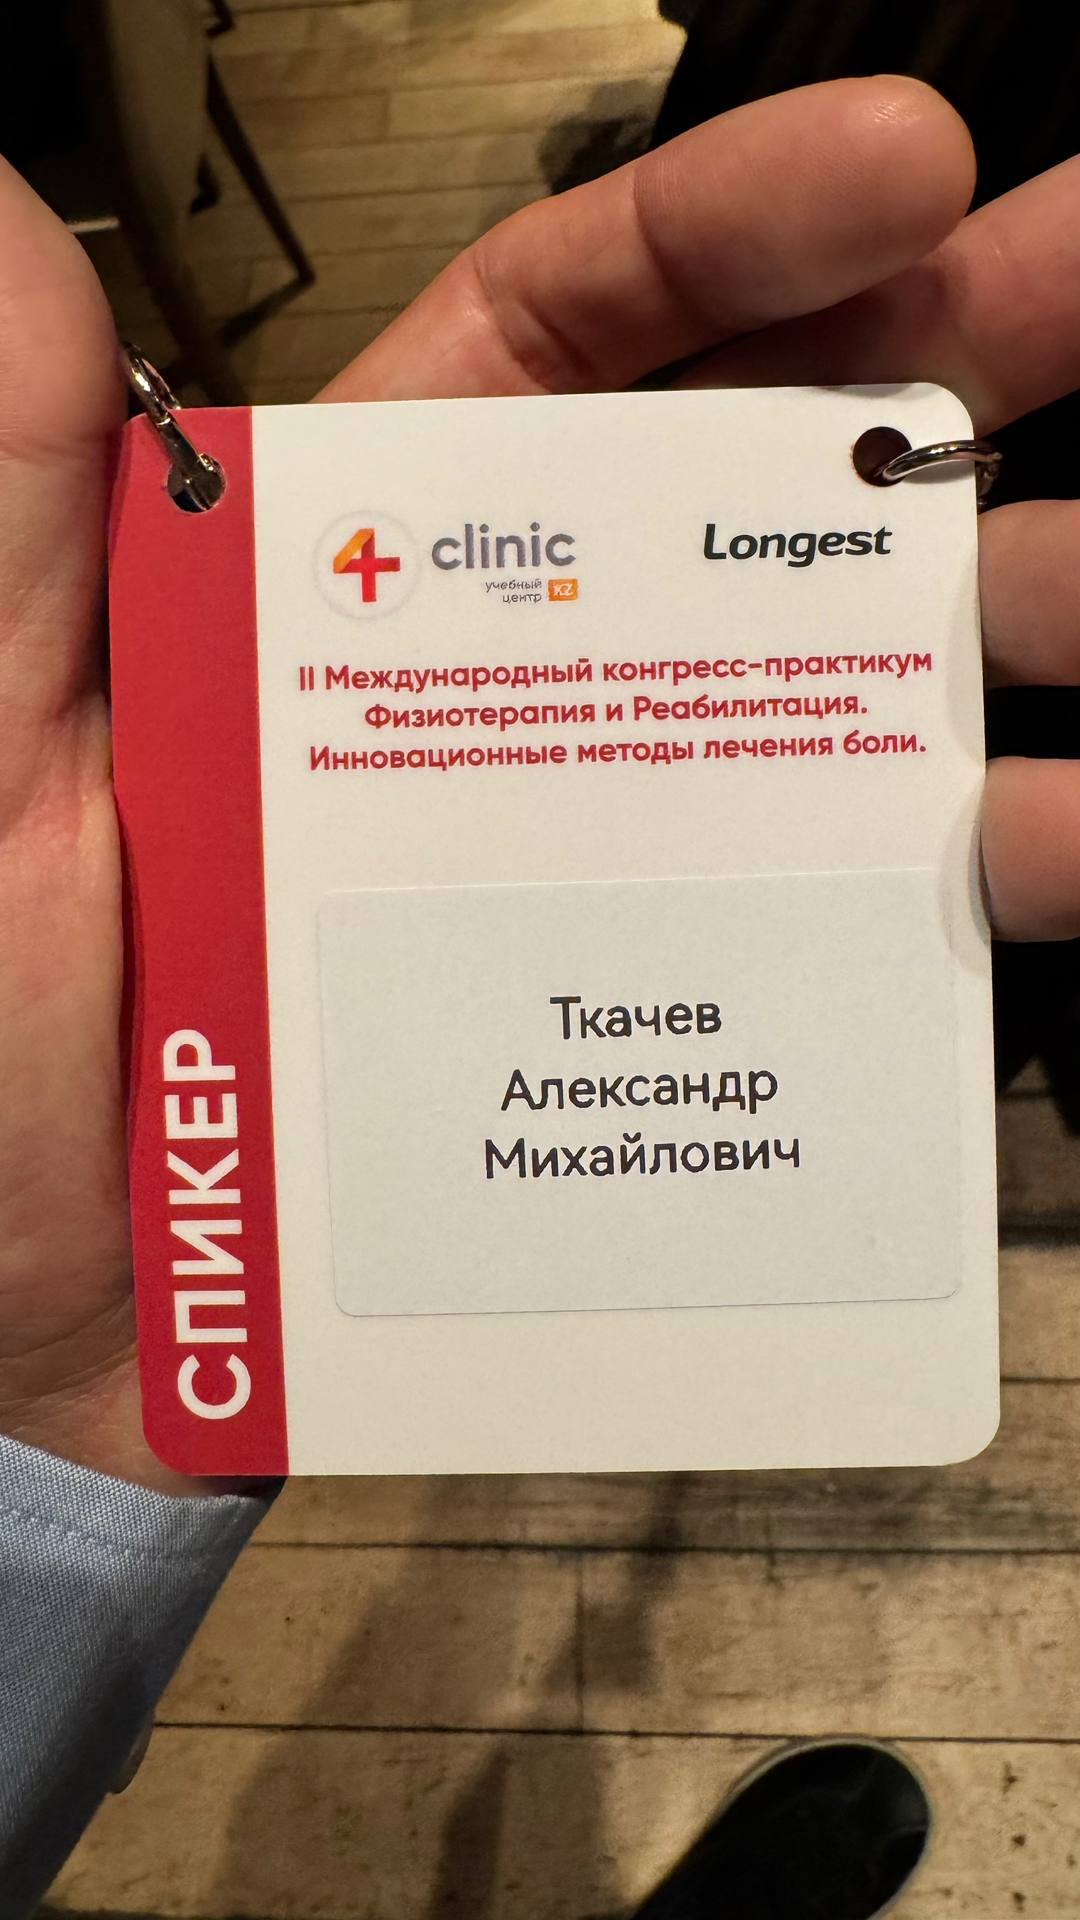 4 clinic
учебный
центр KZ
Longest
II Международный конгресс-практикум
Физиотерапия и Реабилитация.
Инновационные методы лечения боли.
Ткачев
Александр
Михайлович
СПИКЕР